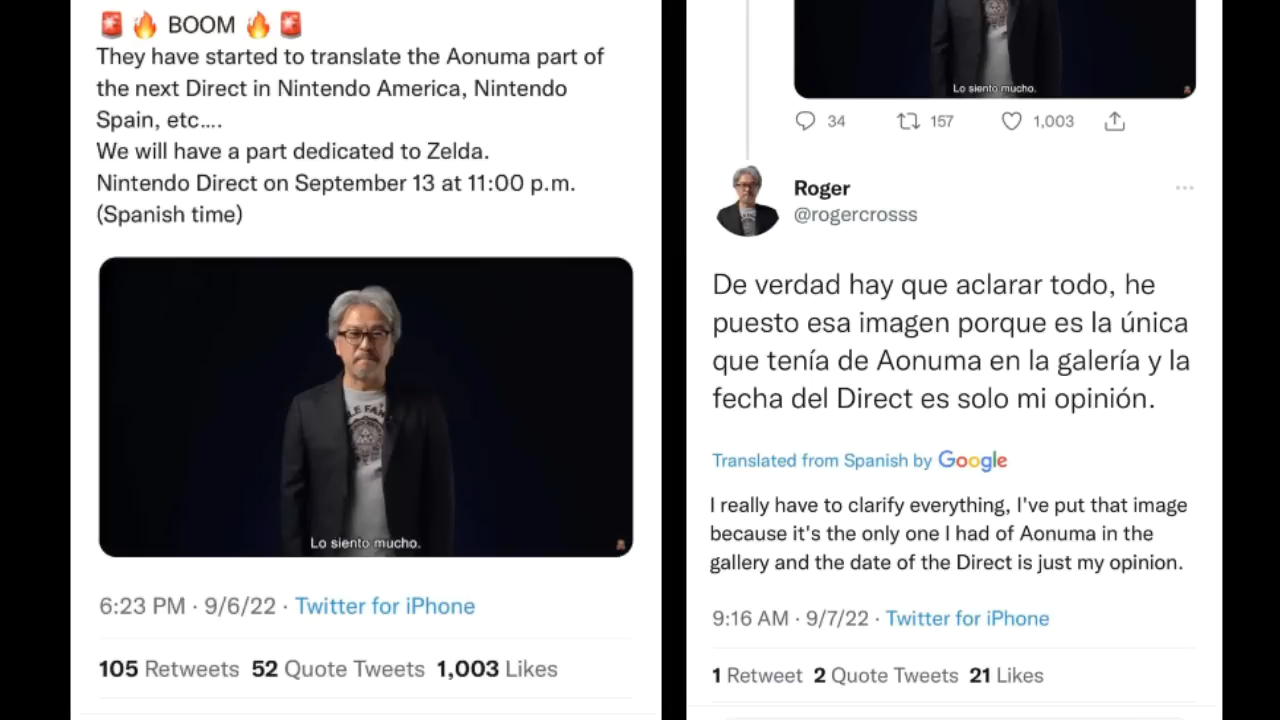 🚨 🔥 BOOM 🔥 🚨
They have started to translate the Aonuma part of
the next Direct in Nintendo America, Nintendo
Spain, etc....
We will have a part dedicated to Zelda.
Nintendo Direct on September 13 at 11:00 p.m.
(Spanish time)
Lo siento mucho.
6:23 PM · 9/6/22 · Twitter for iPhone
105 Retweets 52 Quote Tweets 1,003 Likes
Lo siento mucho.
34 157 1,003
Roger
@rogercrosss
De verdad hay que aclarar todo, he
puesto esa imagen porque es la única
que tenía de Aonuma en la galería y la
fecha del Direct es solo mi opinión.
Translated from Spanish by Google
I really have to clarify everything, I've put that image
because it's the only one I had of Aonuma in the
gallery and the date of the Direct is just my opinion.
9:16 AM · 9/7/22 · Twitter for iPhone
1 Retweet 2 Quote Tweets 21 Likes